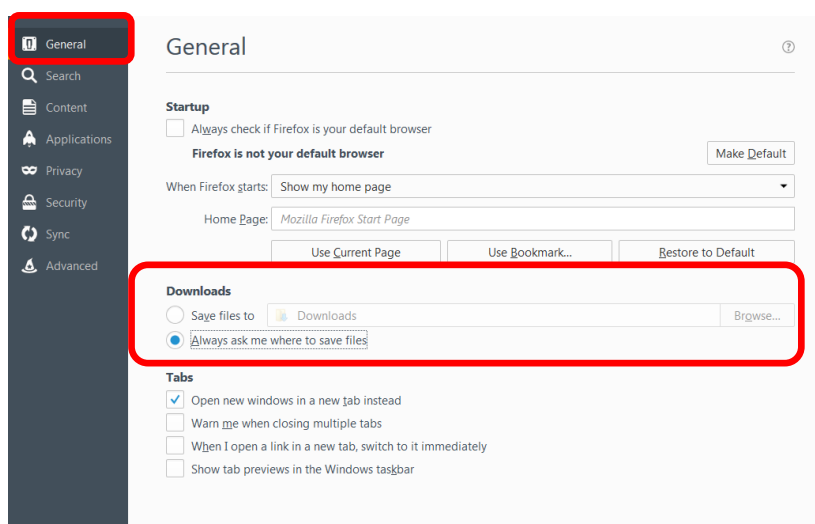 General
Search
Content
Applications
Privacy
Security
Sync
Advanced
General
?
Startup
Always check if Firefox is your default browser
Firefox is not your default browser
Make Default
When Firefox starts: Show my home page
Home Page: Mozilla Firefox Start Page
Use Current Page Use Bookmark... Restore to Default
Downloads
Save files to Downloads Browse...
Always ask me where to save files
Tabs
Open new windows in a new tab instead
Warn me when closing multiple tabs
When I open a link in a new tab, switch to it immediately
Show tab previews in the Windows taskbar